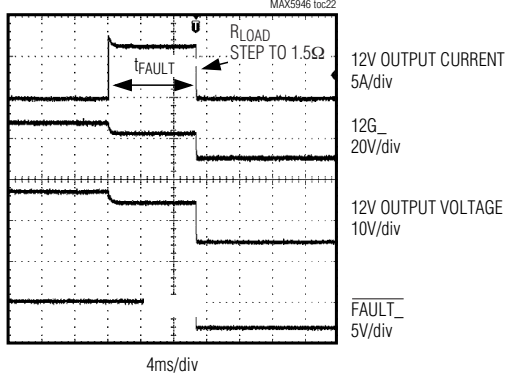 MAX5946 toc22
RLOAD
STEP TO 1.5Ω
tFAULT
12V OUTPUT CURRENT
5A/div
12G_
20V/div
12V OUTPUT VOLTAGE
10V/div
FAULT_
5V/div
4ms/div